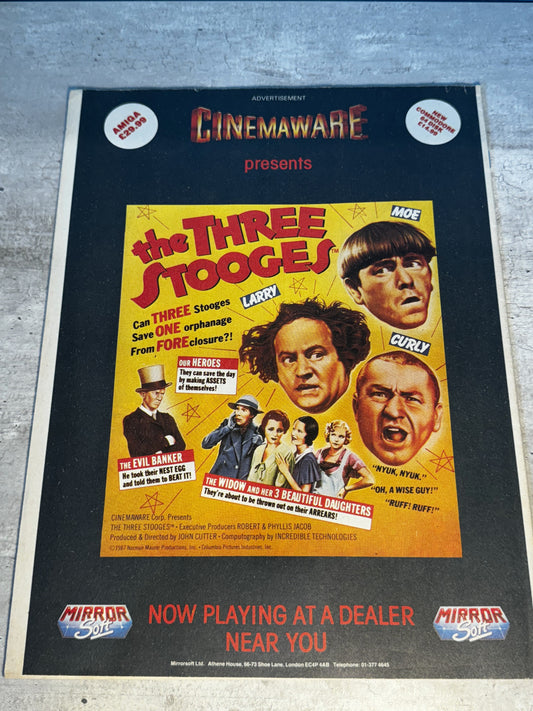 ADVERTISEMENT
AMIGA
£29.99
CINEMAWARE™
NEW
COMMODORE
64 DISK
£14.99
presents
the THREE
STOOGES™
MOE
LARRY
CURLY
Can THREE Stooges
Save ONE orphanage
From FOREclosure?!
OUR HEROES
They can save the day
by making ASSETS
of themselves!
THE EVIL BANKER
He took their NEST EGG
and told them to BEAT IT!
THE WIDOW AND HER 3 BEAUTIFUL DAUGHTERS
They're about to be thrown out on their ARREARS!
"NYUK, NYUK."
"OH, A WISE GUY!"
"RUFF! RUFF!"
CINEMAWARE Corp. Presents
THE THREE STOOGES™ • Executive Producers ROBERT & PHYLLIS JACOB
Produced & Directed by JOHN CUTTER • Computography by INCREDIBLE TECHNOLOGIES
©1987 Norman Maurer Productions, Inc. • Columbia Pictures Industries, Inc.
MIRROR
Soft
NOW PLAYING AT A DEALER
NEAR YOU
MIRROR
Soft
Mirrorsoft Ltd. Athene House, 66-73 Shoe Lane, London EC4P 4AB Telephone: 01-377 4645